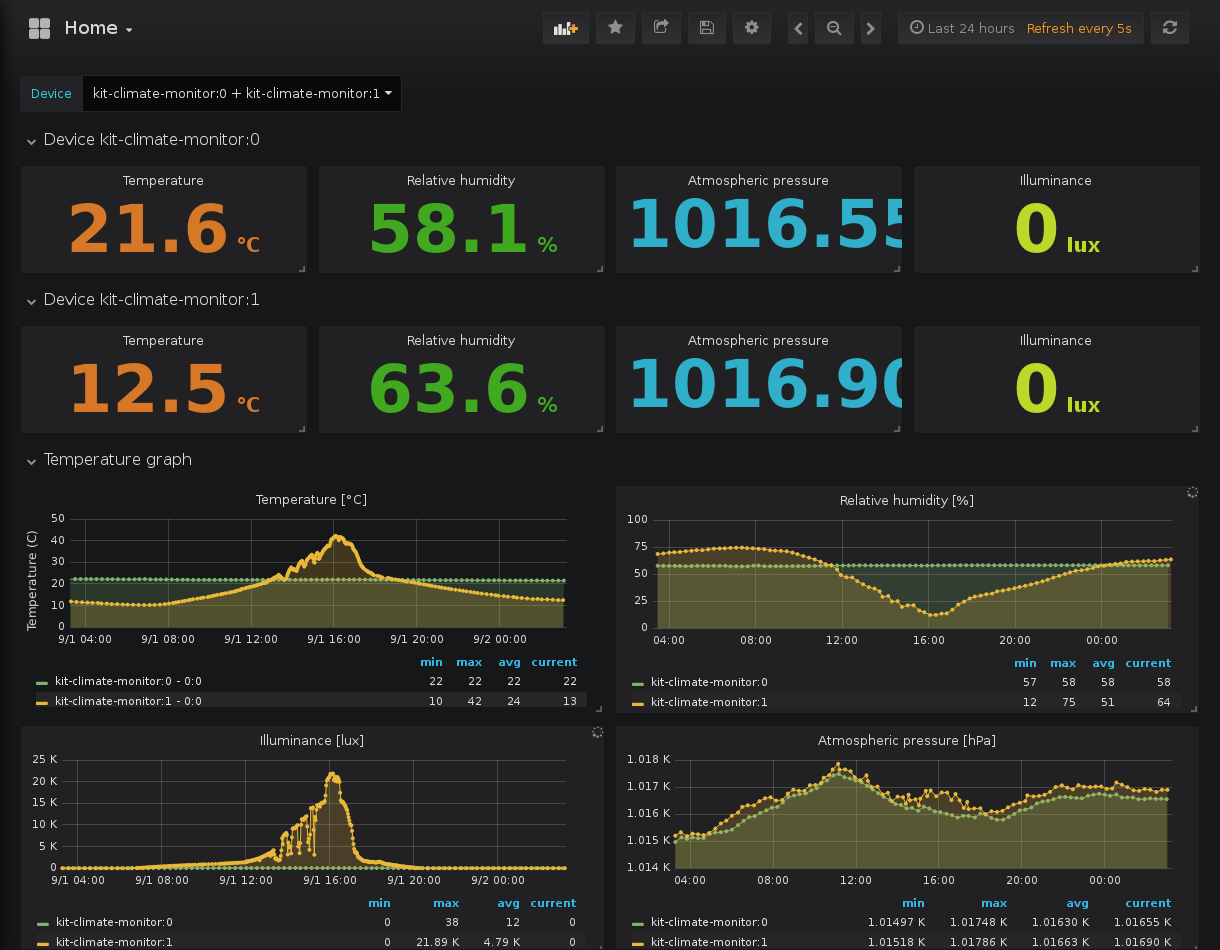 Home
Last 24 hours Refresh every 5s
Device kit-climate-monitor:0 + kit-climate-monitor:1
Device kit-climate-monitor:0
Temperature Relative humidity Atmospheric pressure Illuminance
21.6 °C 58.1 % 1016.55 0 lux
Device kit-climate-monitor:1
Temperature Relative humidity Atmospheric pressure Illuminance
12.5 °C 63.6 % 1016.90 0 lux
Temperature graph
Temperature [°C]
Temperature (C)
50
40
30
20
10
0
9/1 04:00 9/1 08:00 9/1 12:00 9/1 16:00 9/1 20:00 9/2 00:00
min max avg current
kit-climate-monitor:0 - 0:0 22 22 22 22
kit-climate-monitor:1 - 0:0 10 42 24 13
Relative humidity [%]
100
75
50
25
0
04:00 08:00 12:00 16:00 20:00 00:00
min max avg current
kit-climate-monitor:0 57 58 58 58
kit-climate-monitor:1 12 75 51 64
Illuminance [lux]
25 K
20 K
15 K
10 K
5 K
0
9/1 04:00 9/1 08:00 9/1 12:00 9/1 16:00 9/1 20:00 9/2 00:00
min max avg current
kit-climate-monitor:0 0 38 12 0
kit-climate-monitor:1 0 21.89 K 4.79 K 0
Atmospheric pressure [hPa]
1.018 K
1.017 K
1.016 K
1.015 K
1.014 K
04:00 08:00 12:00 16:00 20:00 00:00
min max avg current
kit-climate-monitor:0 1.01497 K 1.01748 K 1.01630 K 1.01655 K
kit-climate-monitor:1 1.01518 K 1.01786 K 1.01663 K 1.01690 K